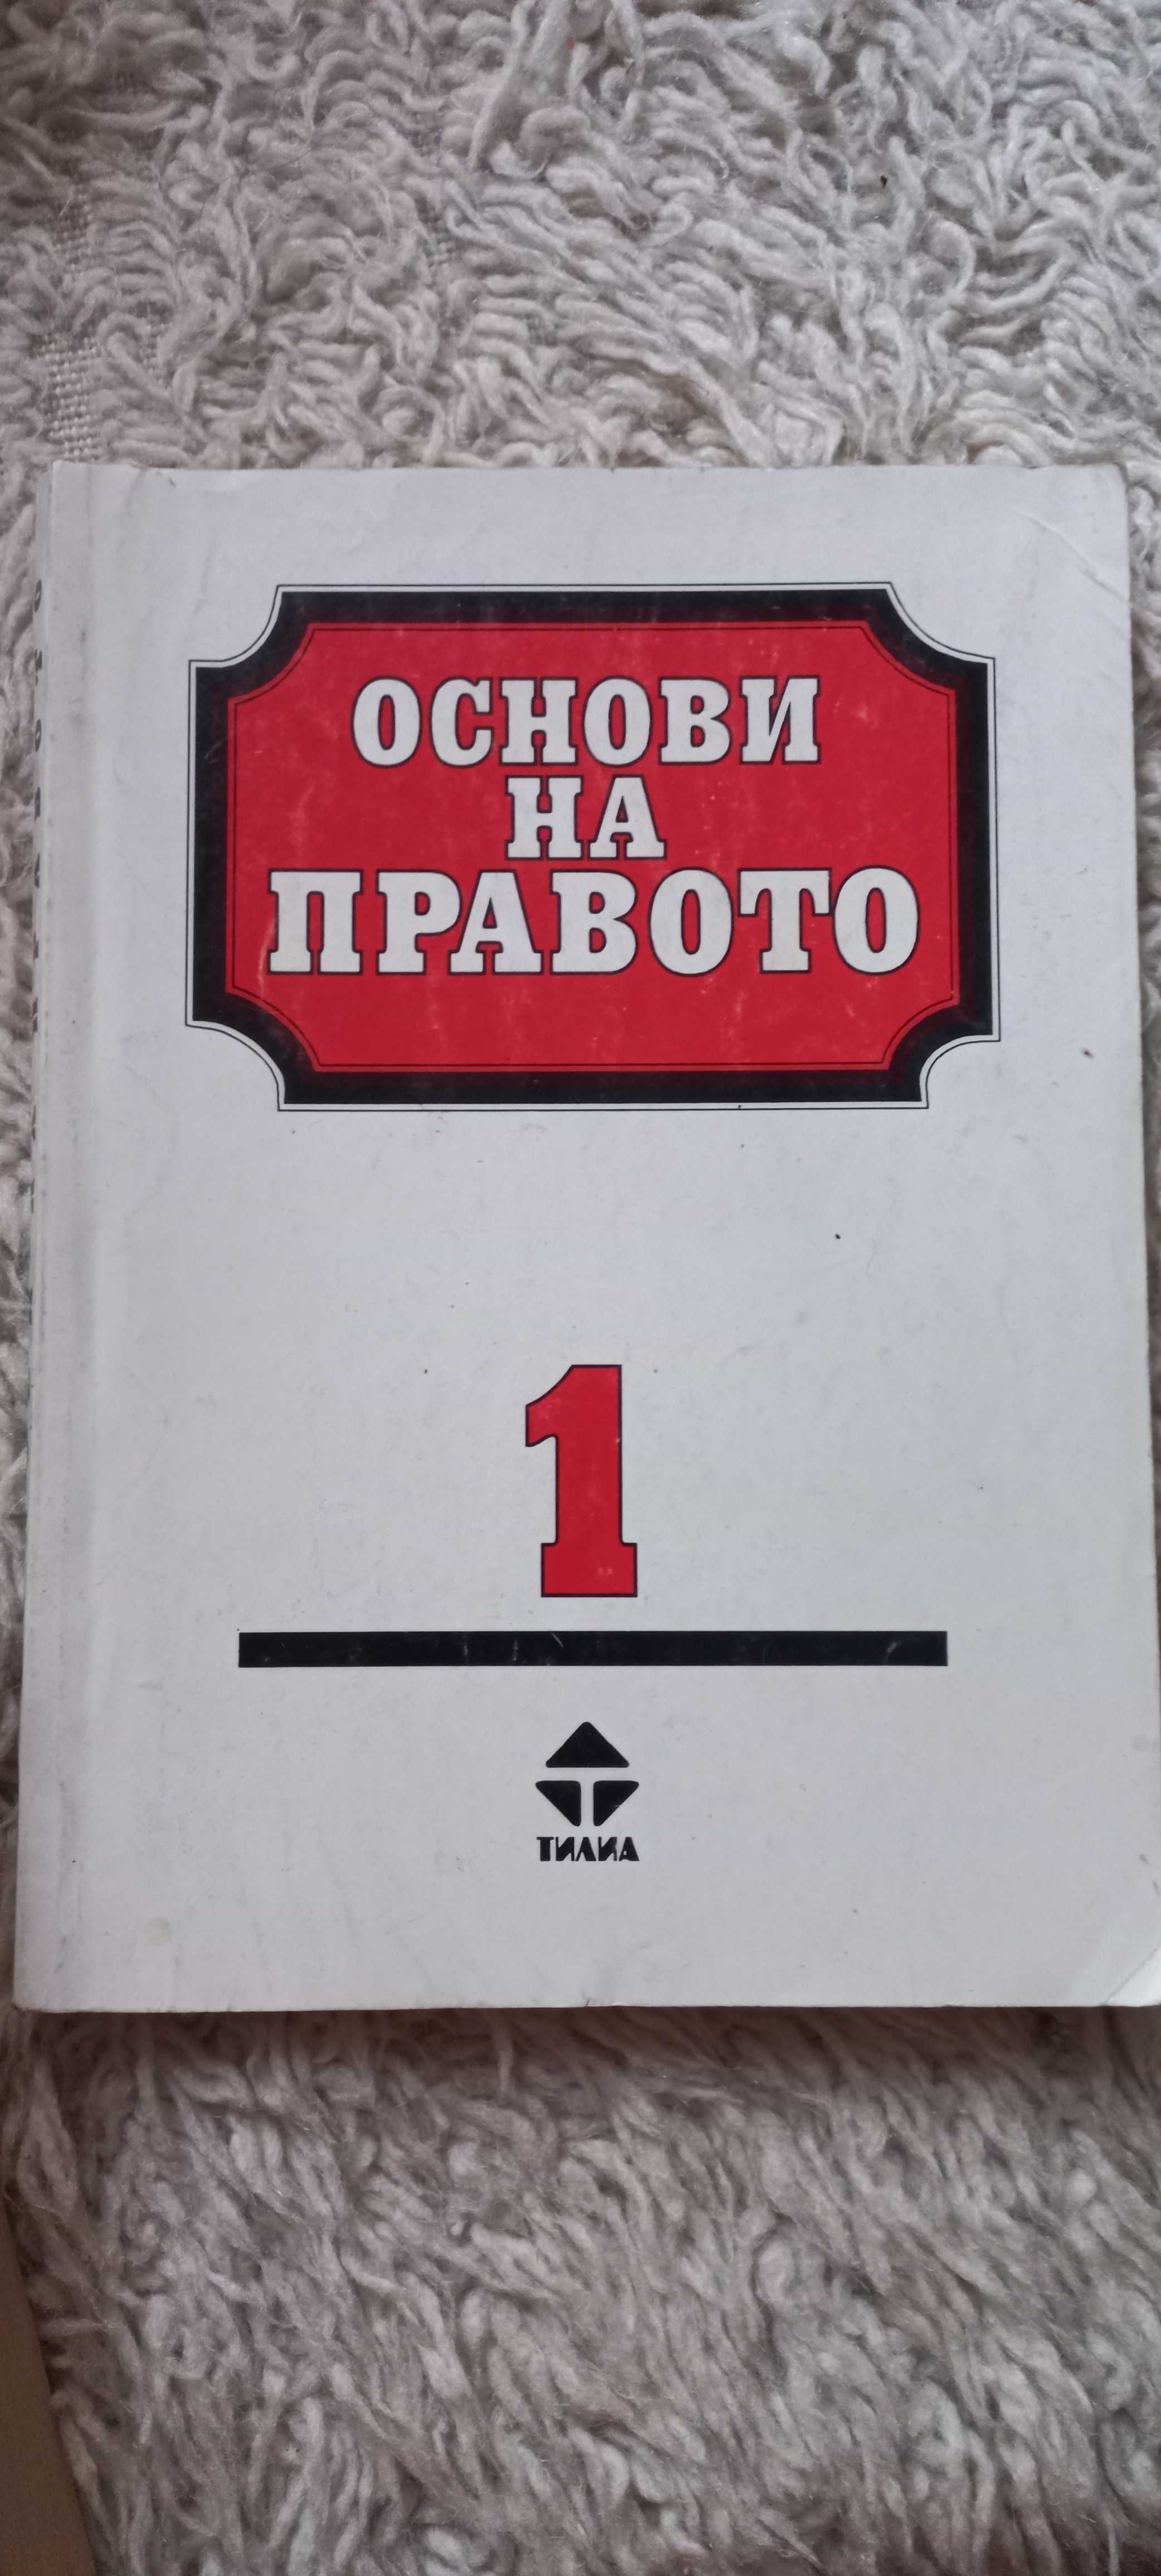 ОСНОВИ
НА
ПРАВОТО
1
ТИЛИА